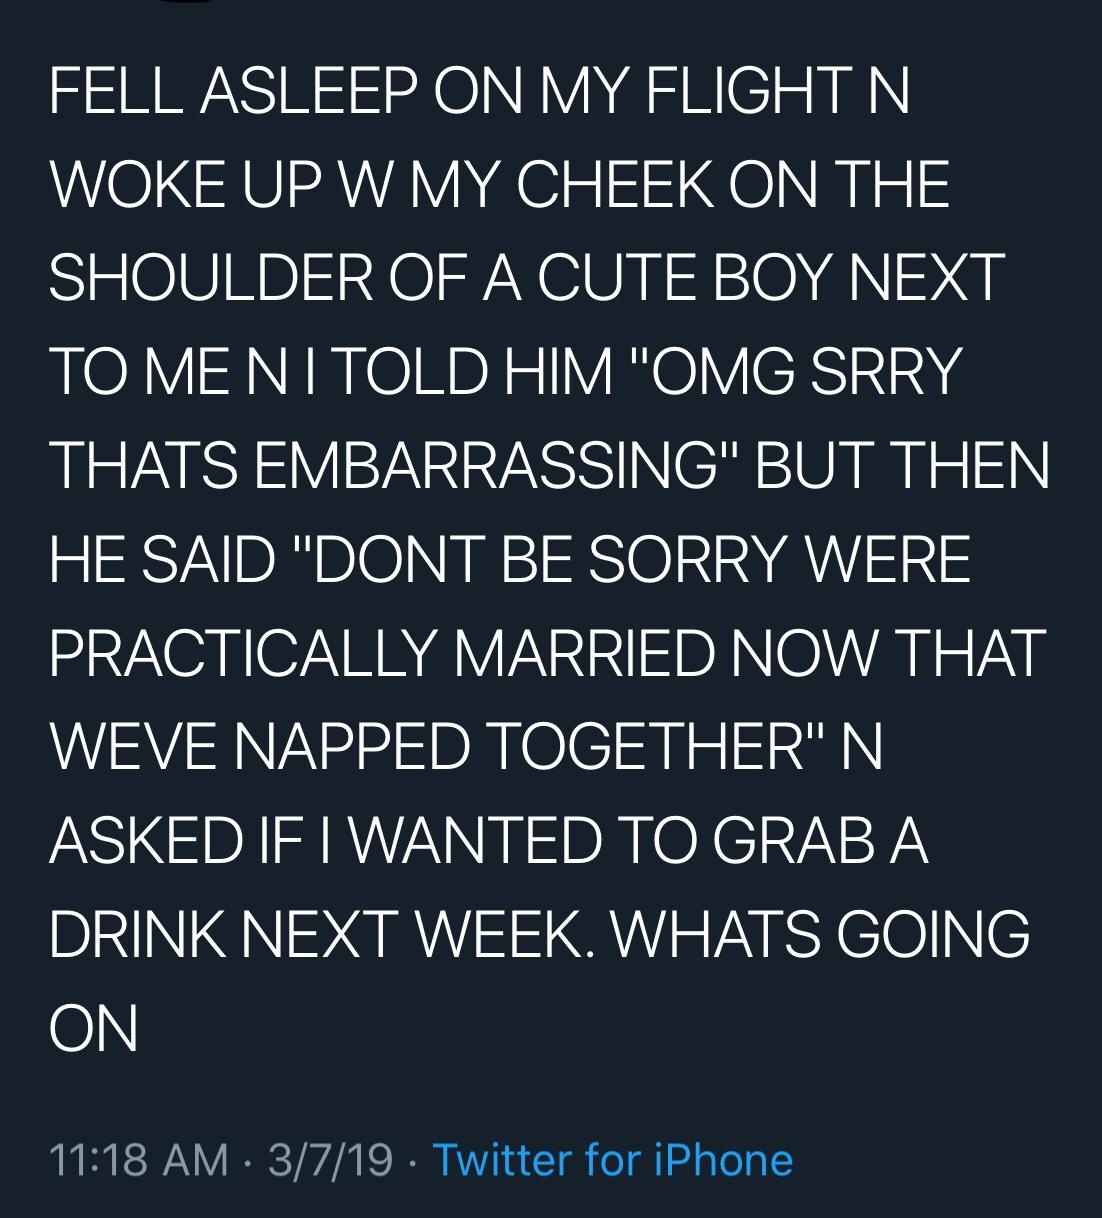 FELL ASLEEP ON MY FLIGHT N
WOKE UP W MY CHEEK ON THE
SHOULDER OF A CUTE BOY NEXT
TO ME N I TOLD HIM "OMG SRRY
THATS EMBARRASSING" BUT THEN
HE SAID "DONT BE SORRY WERE
PRACTICALLY MARRIED NOW THAT
WEVE NAPPED TOGETHER" N
ASKED IF I WANTED TO GRAB A
DRINK NEXT WEEK. WHATS GOING
ON
11:18 AM · 3/7/19 · Twitter for iPhone